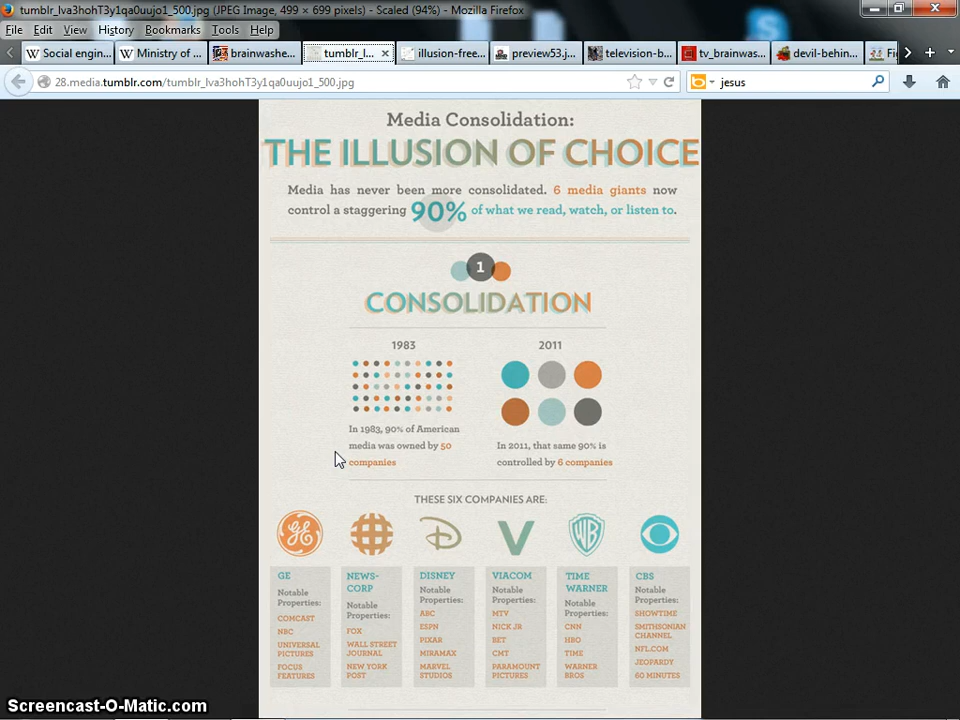 tumblr_lva3hohT3y1qa0uujo1_500.jpg (JPEG Image, 499 × 699 pixels) - Scaled (94%) - Mozilla Firefox
File Edit View History Bookmarks Tools Help
Social engin... Ministry of ... brainwashe... tumblr_l... illusion-free... preview53.j... television-b... tv_brainwas... devil-behin... Fi
28.media.tumblr.com/tumblr_lva3hohT3y1qa0uujo1_500.jpg jesus
Media Consolidation:
THE ILLUSION OF CHOICE
Media has never been more consolidated. 6 media giants now
control a staggering 90% of what we read, watch, or listen to.
1
CONSOLIDATION
1983 2011
In 1983, 90% of American
media was owned by 50
companies
In 2011, that same 90% is
controlled by 6 companies
THESE SIX COMPANIES ARE:
GE
WB
GE
Notable
Properties:
COMCAST
NBC
UNIVERSAL
PICTURES
FOCUS
FEATURES
NEWS-
CORP
Notable
Properties:
FOX
WALL STREET
JOURNAL
NEW YORK
POST
DISNEY
Notable
Properties:
ABC
ESPN
PIXAR
MIRAMAX
MARVEL
STUDIOS
VIACOM
Notable
Properties:
MTV
NICK JR
BET
CMT
PARAMOUNT
PICTURES
TIME
WARNER
Notable
Properties:
CNN
HBO
TIME
WARNER
BROS
CBS
Notable
Properties:
SHOWTIME
SMITHSONIAN
CHANNEL
NFL.COM
JEOPARDY
60 MINUTES
Screencast-O-Matic.com